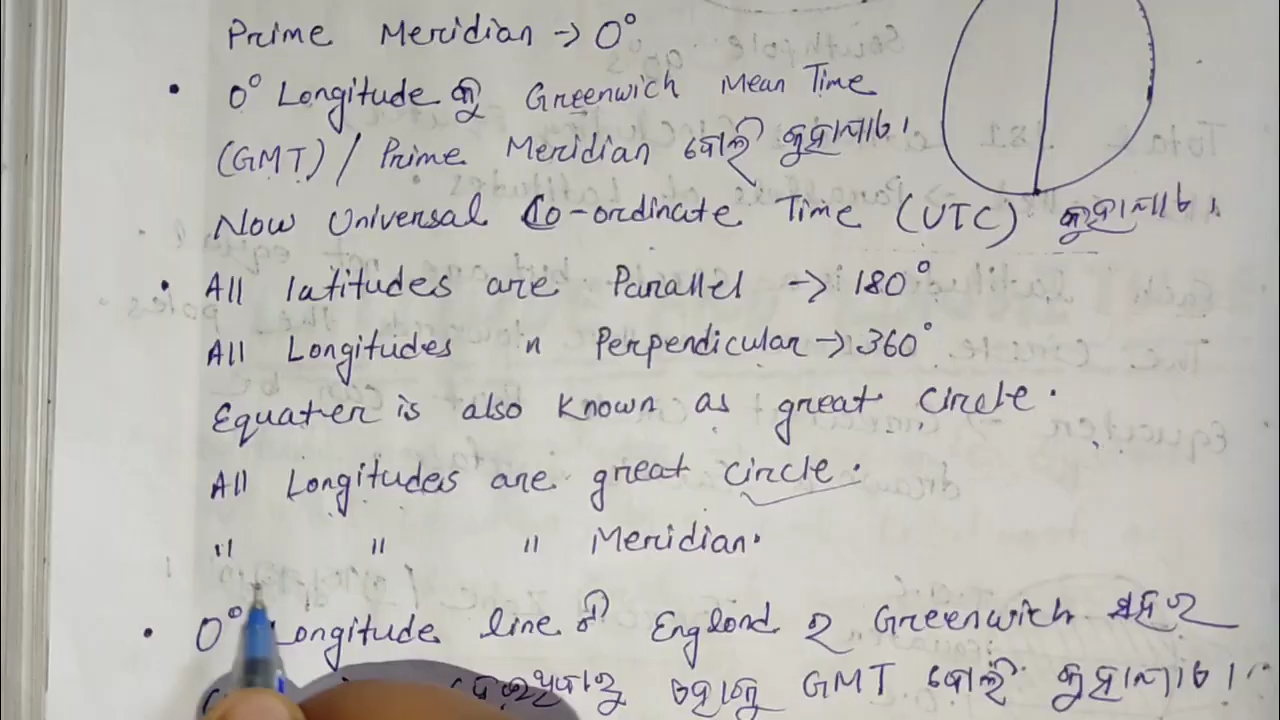 Prime Meridian → 0°
• 0° Longitude କୁ Greenwich Mean Time
(GMT) / Prime Meridian ବୋଲି କୁହାଯାଏ ।
Now Universal Co-ordinate Time (UTC) କୁହାଯାଏ ।
• All latitudes are Parallel → 180°
All Longitudes " Perpendicular → 360°
Equater is also known as great circle.
All Longitudes are great circle.
" " " Meridian.
• 0° Longitude line ଟି England ର Greenwich ସହର
GMT ବୋଲି କୁହାଯାଏ ।